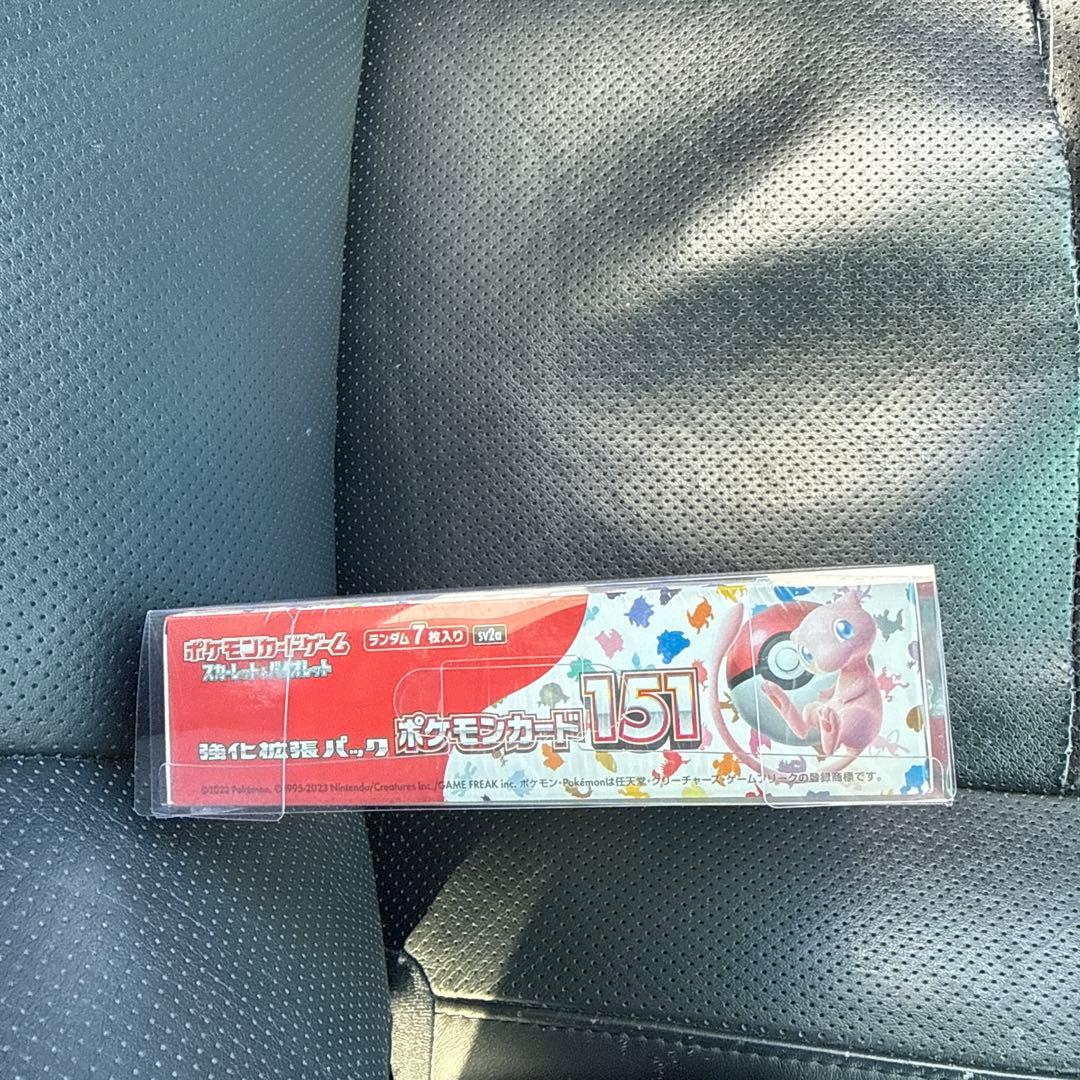 ポケモンカードゲーム
スカーレット&バイオレット
ランダム7枚入り sv2a
強化拡張パック ポケモンカード151
©2023 Pokémon. ©1995-2023 Nintendo/Creatures Inc./GAME FREAK inc. ポケモン・Pokémonは任天堂・クリーチャーズ・ゲームフリークの登録商標です。